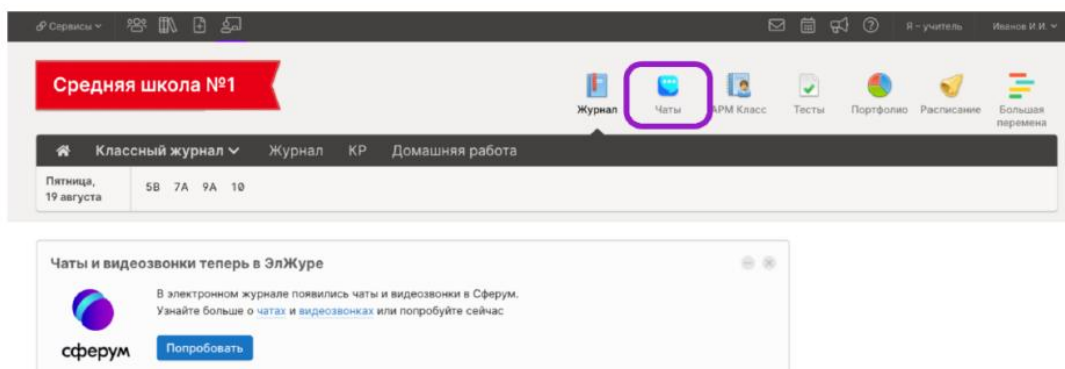 Сервисы
Я – учитель
Иванов И.И.
Средняя школа №1
Журнал
Чаты
АРМ Класс
Тесты
Портфолио
Расписание
Большая
перемена
Классный журнал
Журнал
КР
Домашняя работа
Пятница,
19 августа
5В 7А 9А 10
Чаты и видеозвонки теперь в ЭлЖуре
В электронном журнале появились чаты и видеозвонки в Сферум.
Узнайте больше о чатах и видеозвонках или попробуйте сейчас
сферум
Попробовать